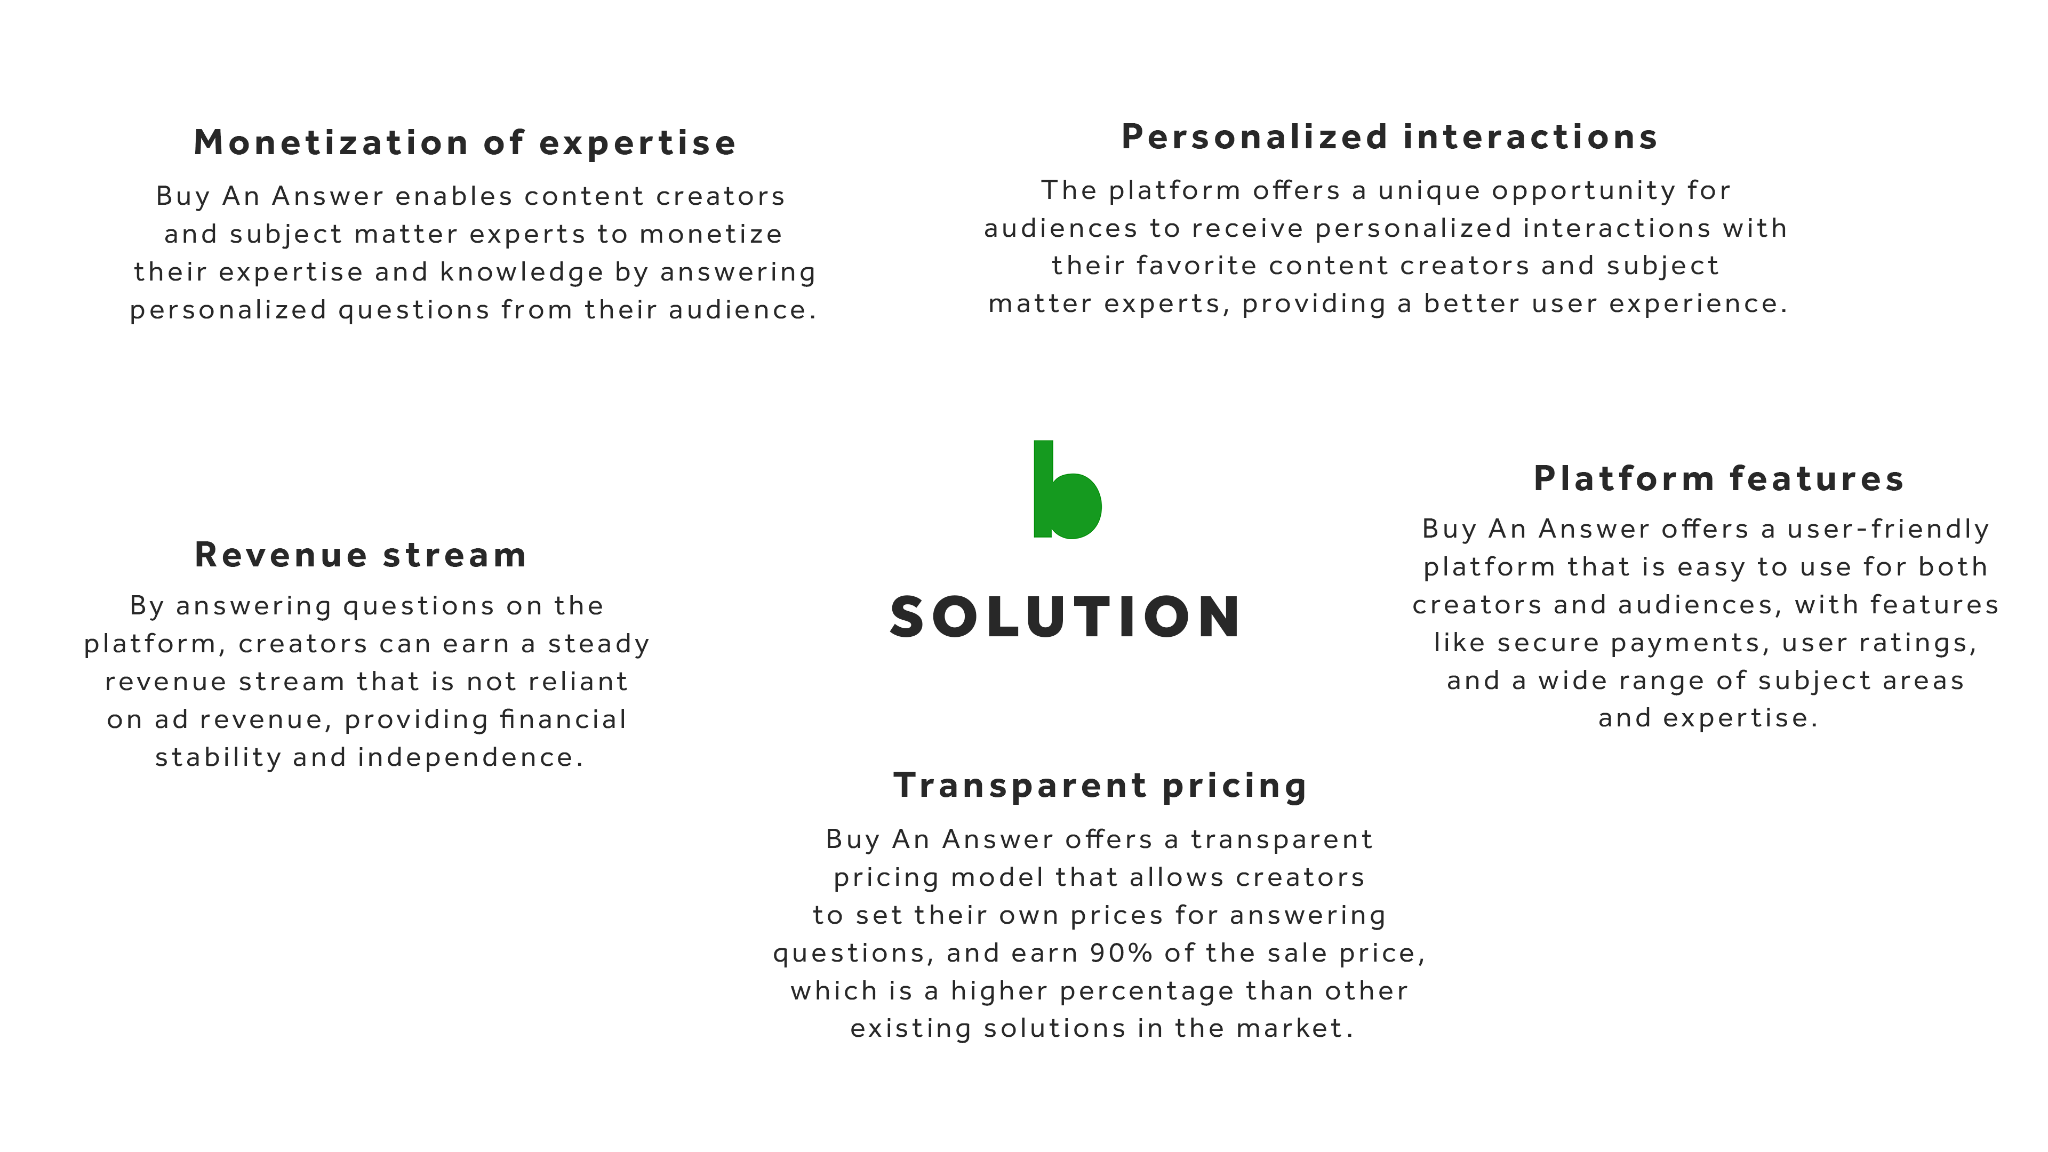 Monetization of expertise
Buy An Answer enables content creators
and subject matter experts to monetize
their expertise and knowledge by answering
personalized questions from their audience.
Personalized interactions
The platform offers a unique opportunity for
audiences to receive personalized interactions with
their favorite content creators and subject
matter experts, providing a better user experience.
Revenue stream
By answering questions on the
platform, creators can earn a steady
revenue stream that is not reliant
on ad revenue, providing financial
stability and independence.
b
SOLUTION
Platform features
Buy An Answer offers a user-friendly
platform that is easy to use for both
creators and audiences, with features
like secure payments, user ratings,
and a wide range of subject areas
and expertise.
Transparent pricing
Buy An Answer offers a transparent
pricing model that allows creators
to set their own prices for answering
questions, and earn 90% of the sale price,
which is a higher percentage than other
existing solutions in the market.